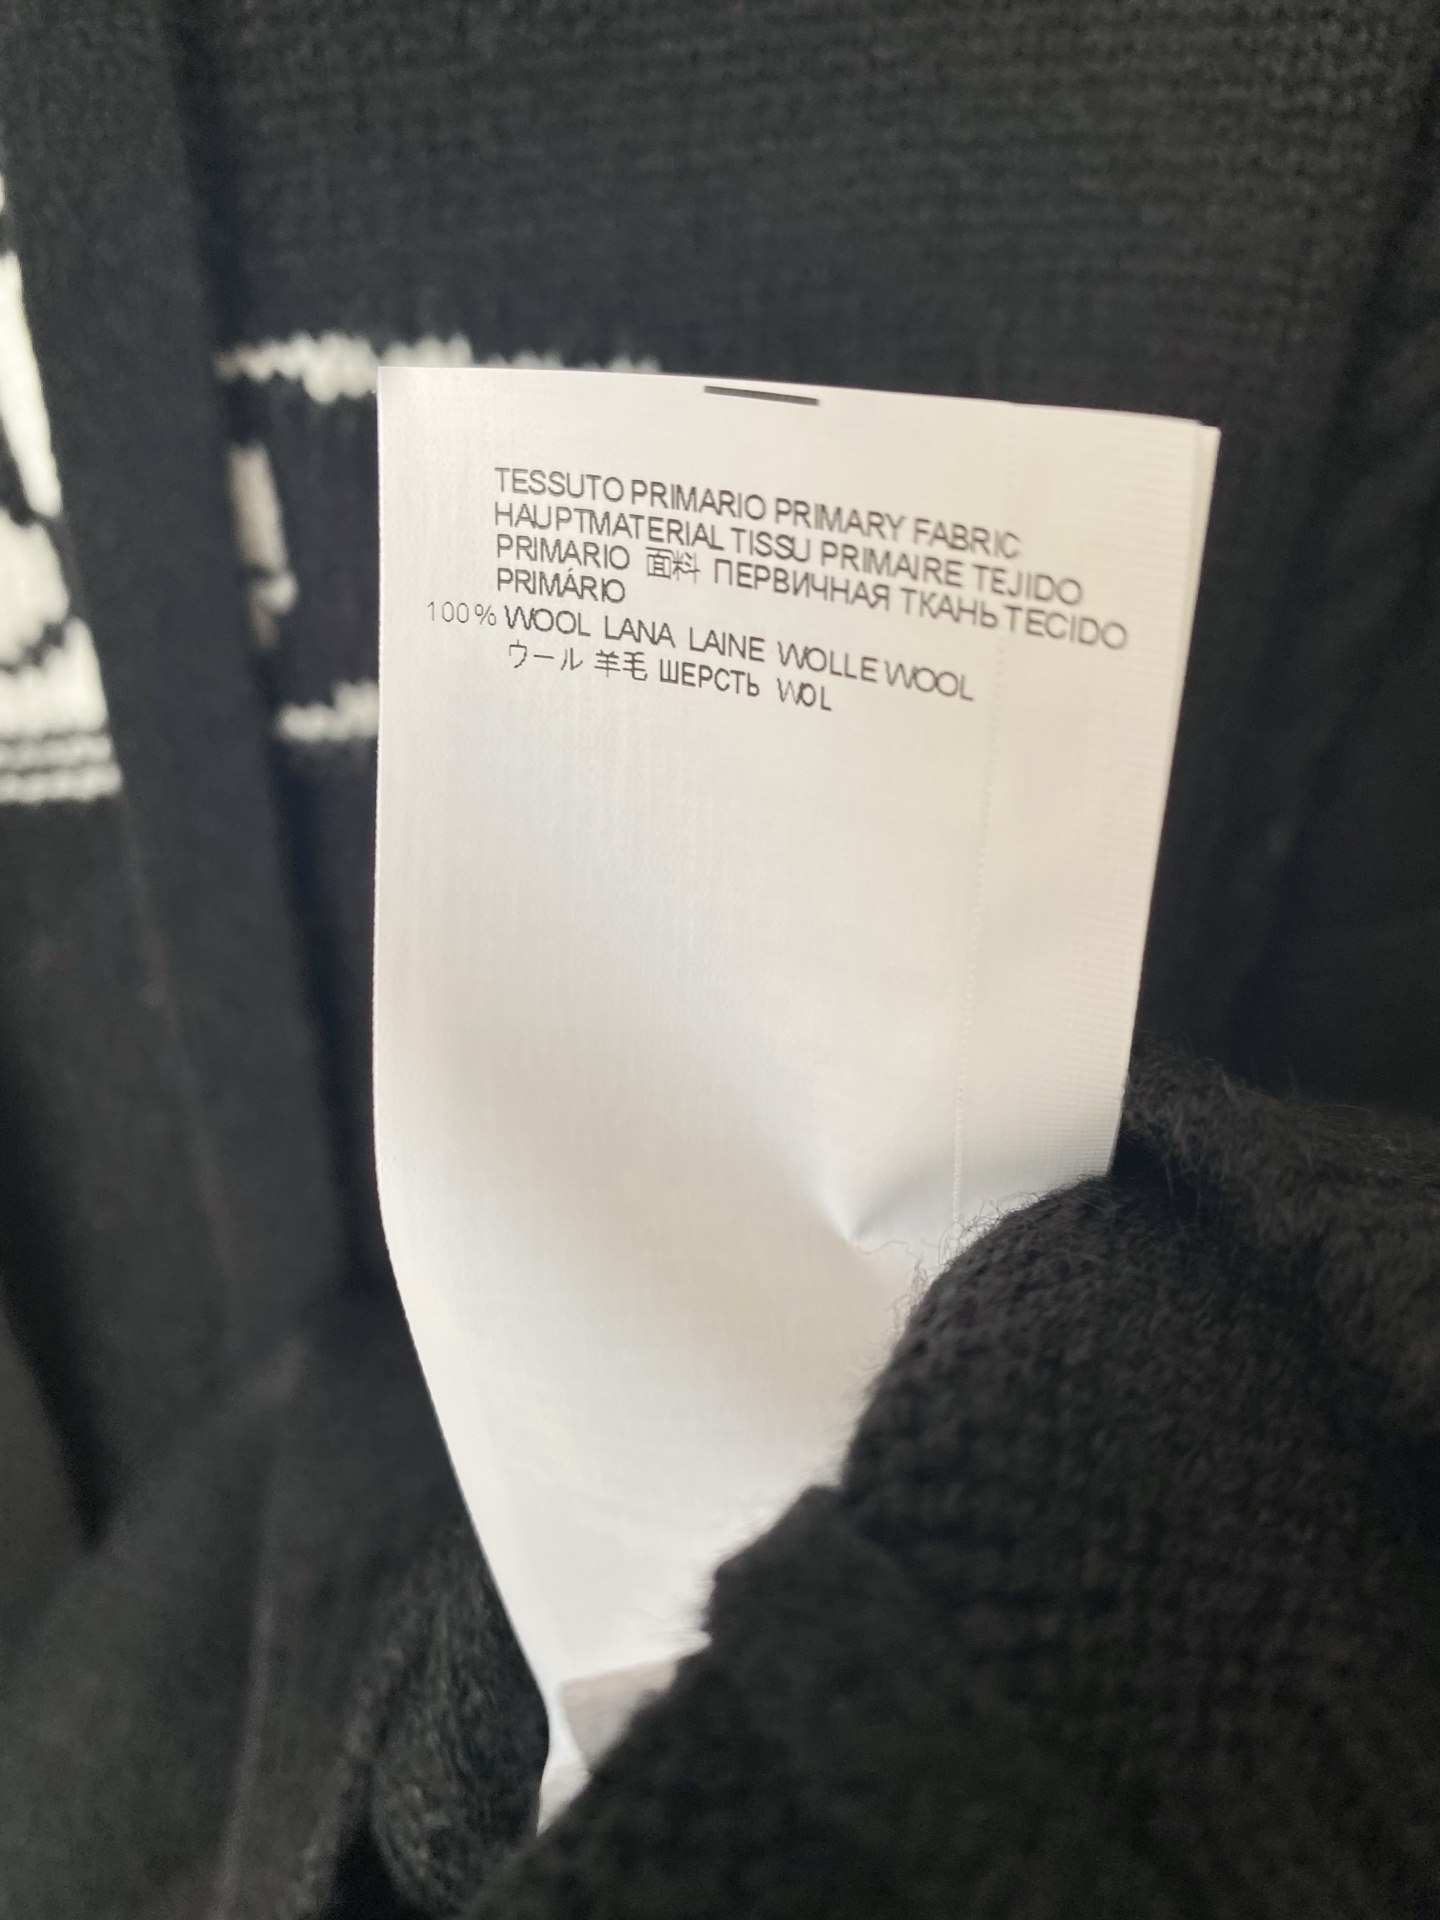 TESSUTO PRIMARIO PRIMARY FABRIC
HAUPTMATERIAL TISSU PRIMAIRE TEJIDO
PRIMARIO 面料 ПЕРВИЧНАЯ ТКАНЬ TECIDO
PRIMÁRIO
100% WOOL LANA LAINE WOLLE WOOL
ウール 羊毛 ШЕРСТЬ WOL